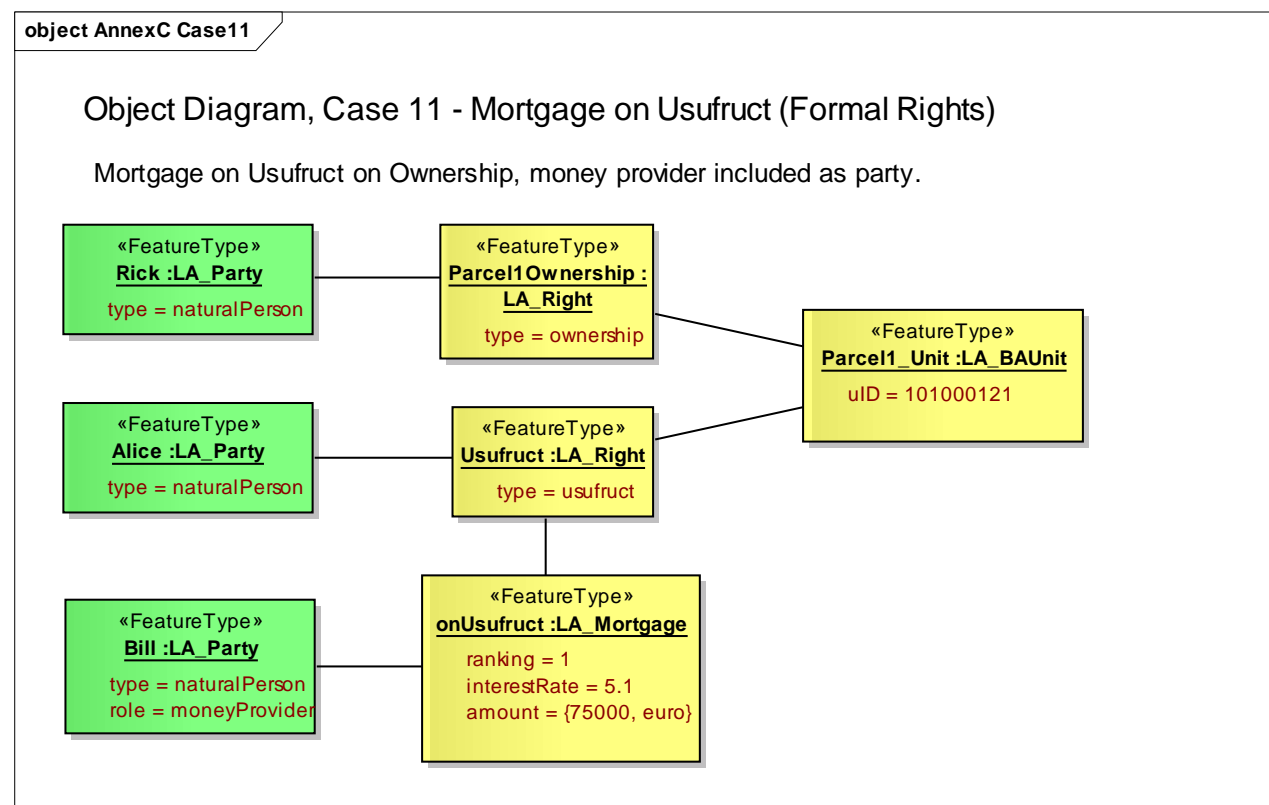 object AnnexC Case11
Object Diagram, Case 11 - Mortgage on Usufruct (Formal Rights)
Mortgage on Usufruct on Ownership, money provider included as party.
«FeatureType»
Rick :LA_Party
type = naturalPerson
«FeatureType»
Parcel1Ownership :
LA_Right
type = ownership
«FeatureType»
Parcel1_Unit :LA_BAUnit
uID = 101000121
«FeatureType»
Alice :LA_Party
type = naturalPerson
«FeatureType»
Usufruct :LA_Right
type = usufruct
«FeatureType»
Bill :LA_Party
type = naturalPerson
role = moneyProvider
«FeatureType»
onUsufruct :LA_Mortgage
ranking = 1
interestRate = 5.1
amount = {75000, euro}